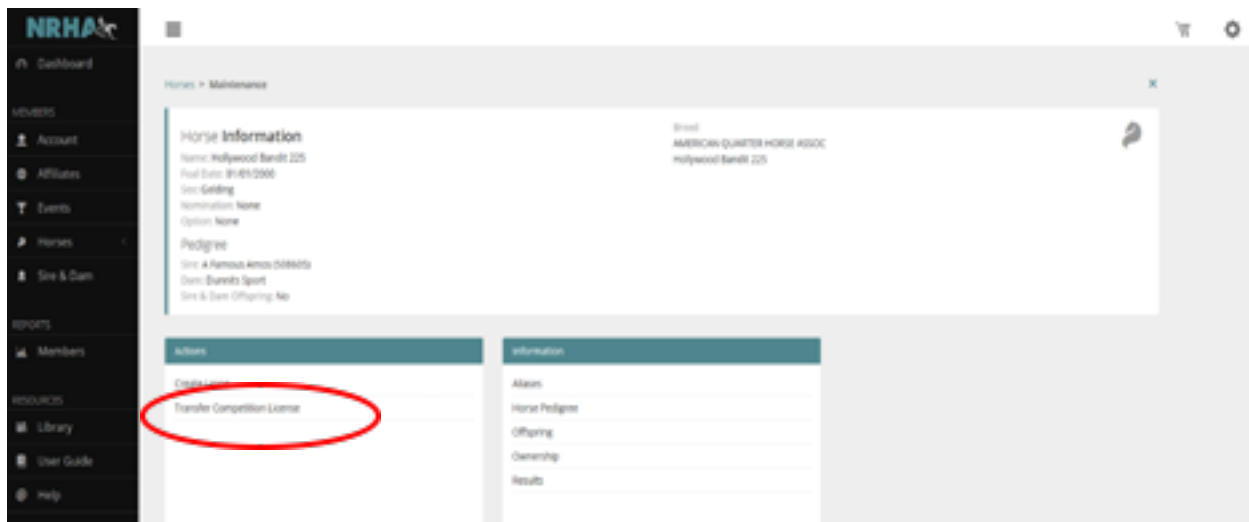 NRHA
Dashboard
Horses > Maintenance
MEMBERS
Account
Affiliates
Events
Horses
Sire & Dam
REPORTS
Members
RESOURCES
Library
User Guide
Help
Horse Information
Name: Hollywood Bandit 225
Foal Date: 01/01/2000
Sex: Gelding
Nomination: None
Option: None
Pedigree
Sire: A Famous Amos (508605)
Dam: Dunnits Sport
Sire & Dam Offspring: No
Breed
AMERICAN QUARTER HORSE ASSOC
Hollywood Bandit 225
Actions
Create
Transfer Competition License
Information
Aliases
Horse Pedigree
Offspring
Ownership
Results